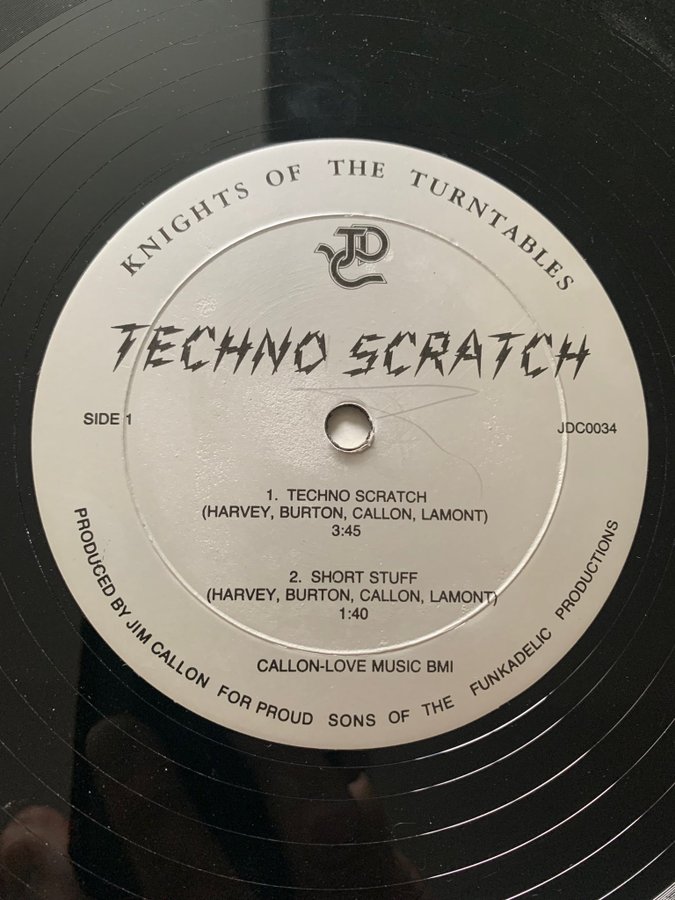 KNIGHTS OF THE TURNTABLES
JDC
TECHNO SCRATCH
SIDE 1
JDC0034
1. TECHNO SCRATCH
(HARVEY, BURTON, CALLON, LAMONT)
3:45
2. SHORT STUFF
(HARVEY, BURTON, CALLON, LAMONT)
1:40
CALLON-LOVE MUSIC BMI
PRODUCED BY JIM CALLON FOR PROUD SONS OF THE FUNKADELIC PRODUCTIONS